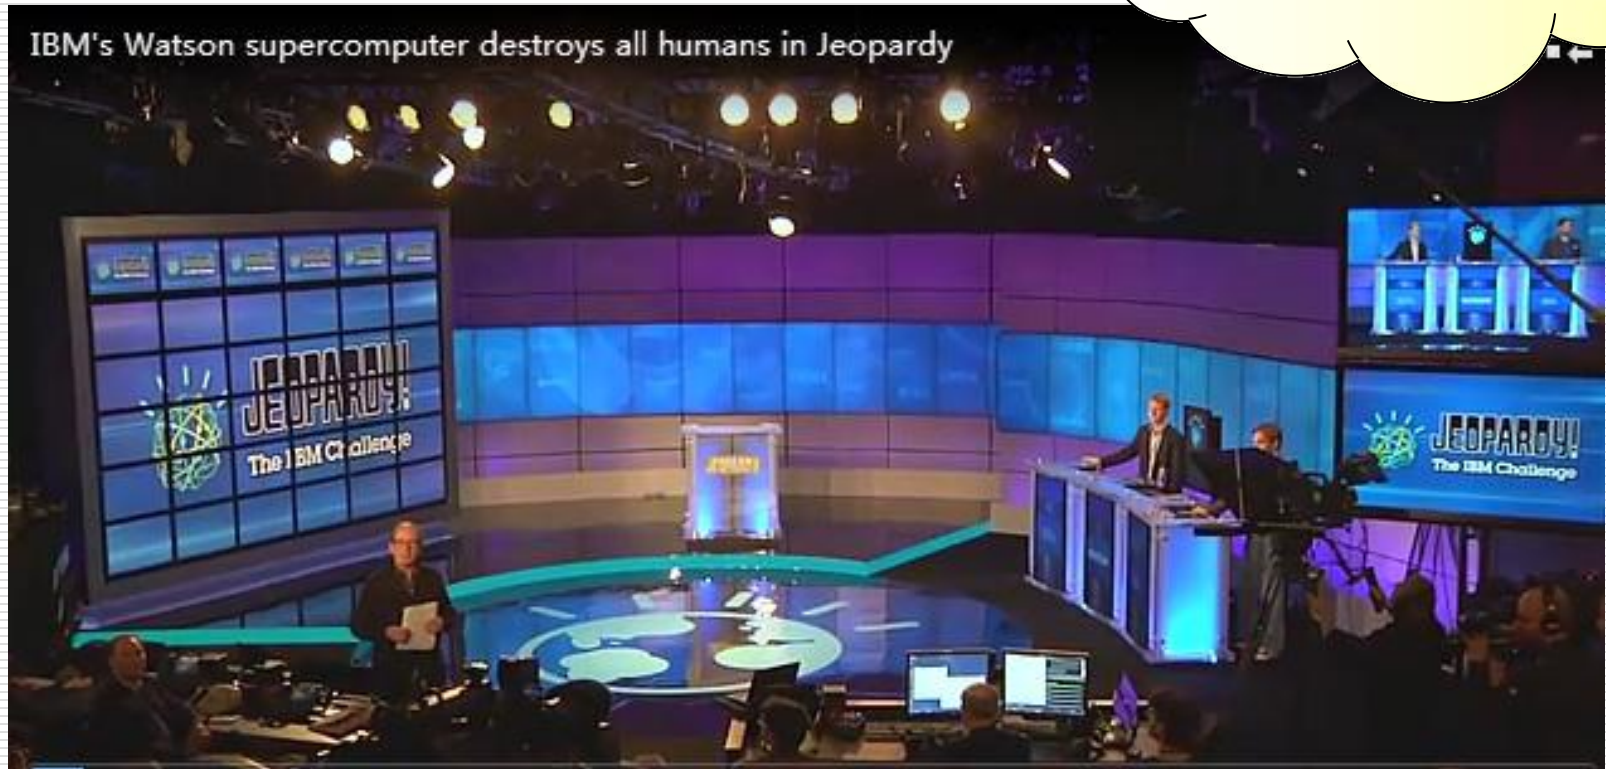 IBM's Watson supercomputer destroys all humans in Jeopardy
JEOPARDY!
The IBM Challenge
JEOPARDY!
The IBM Challenge